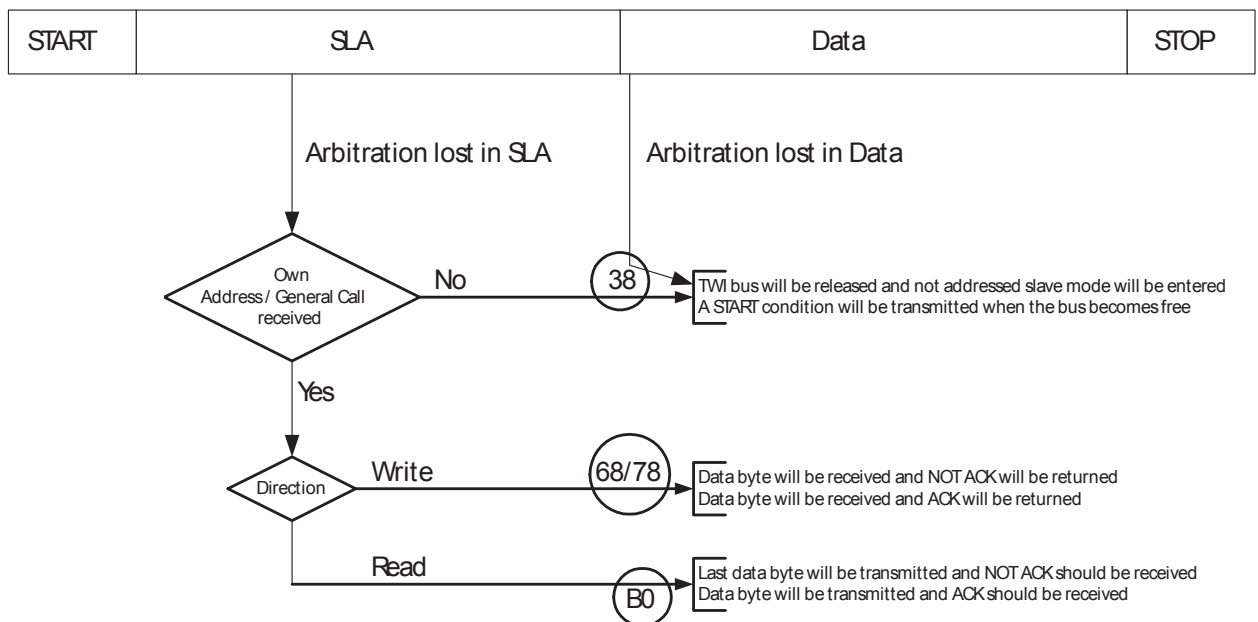 START SLA Data STOP
Arbitration lost in SLA Arbitration lost in Data
Own
Address / General Call
received
No
38
TWI bus will be released and not addressed slave mode will be entered
A START condition will be transmitted when the bus becomes free
Yes
Direction
Write
68/78
Data byte will be received and NOT ACK will be returned
Data byte will be received and ACK will be returned
Read
B0
Last data byte will be transmitted and NOT ACK should be received
Data byte will be transmitted and ACK should be received